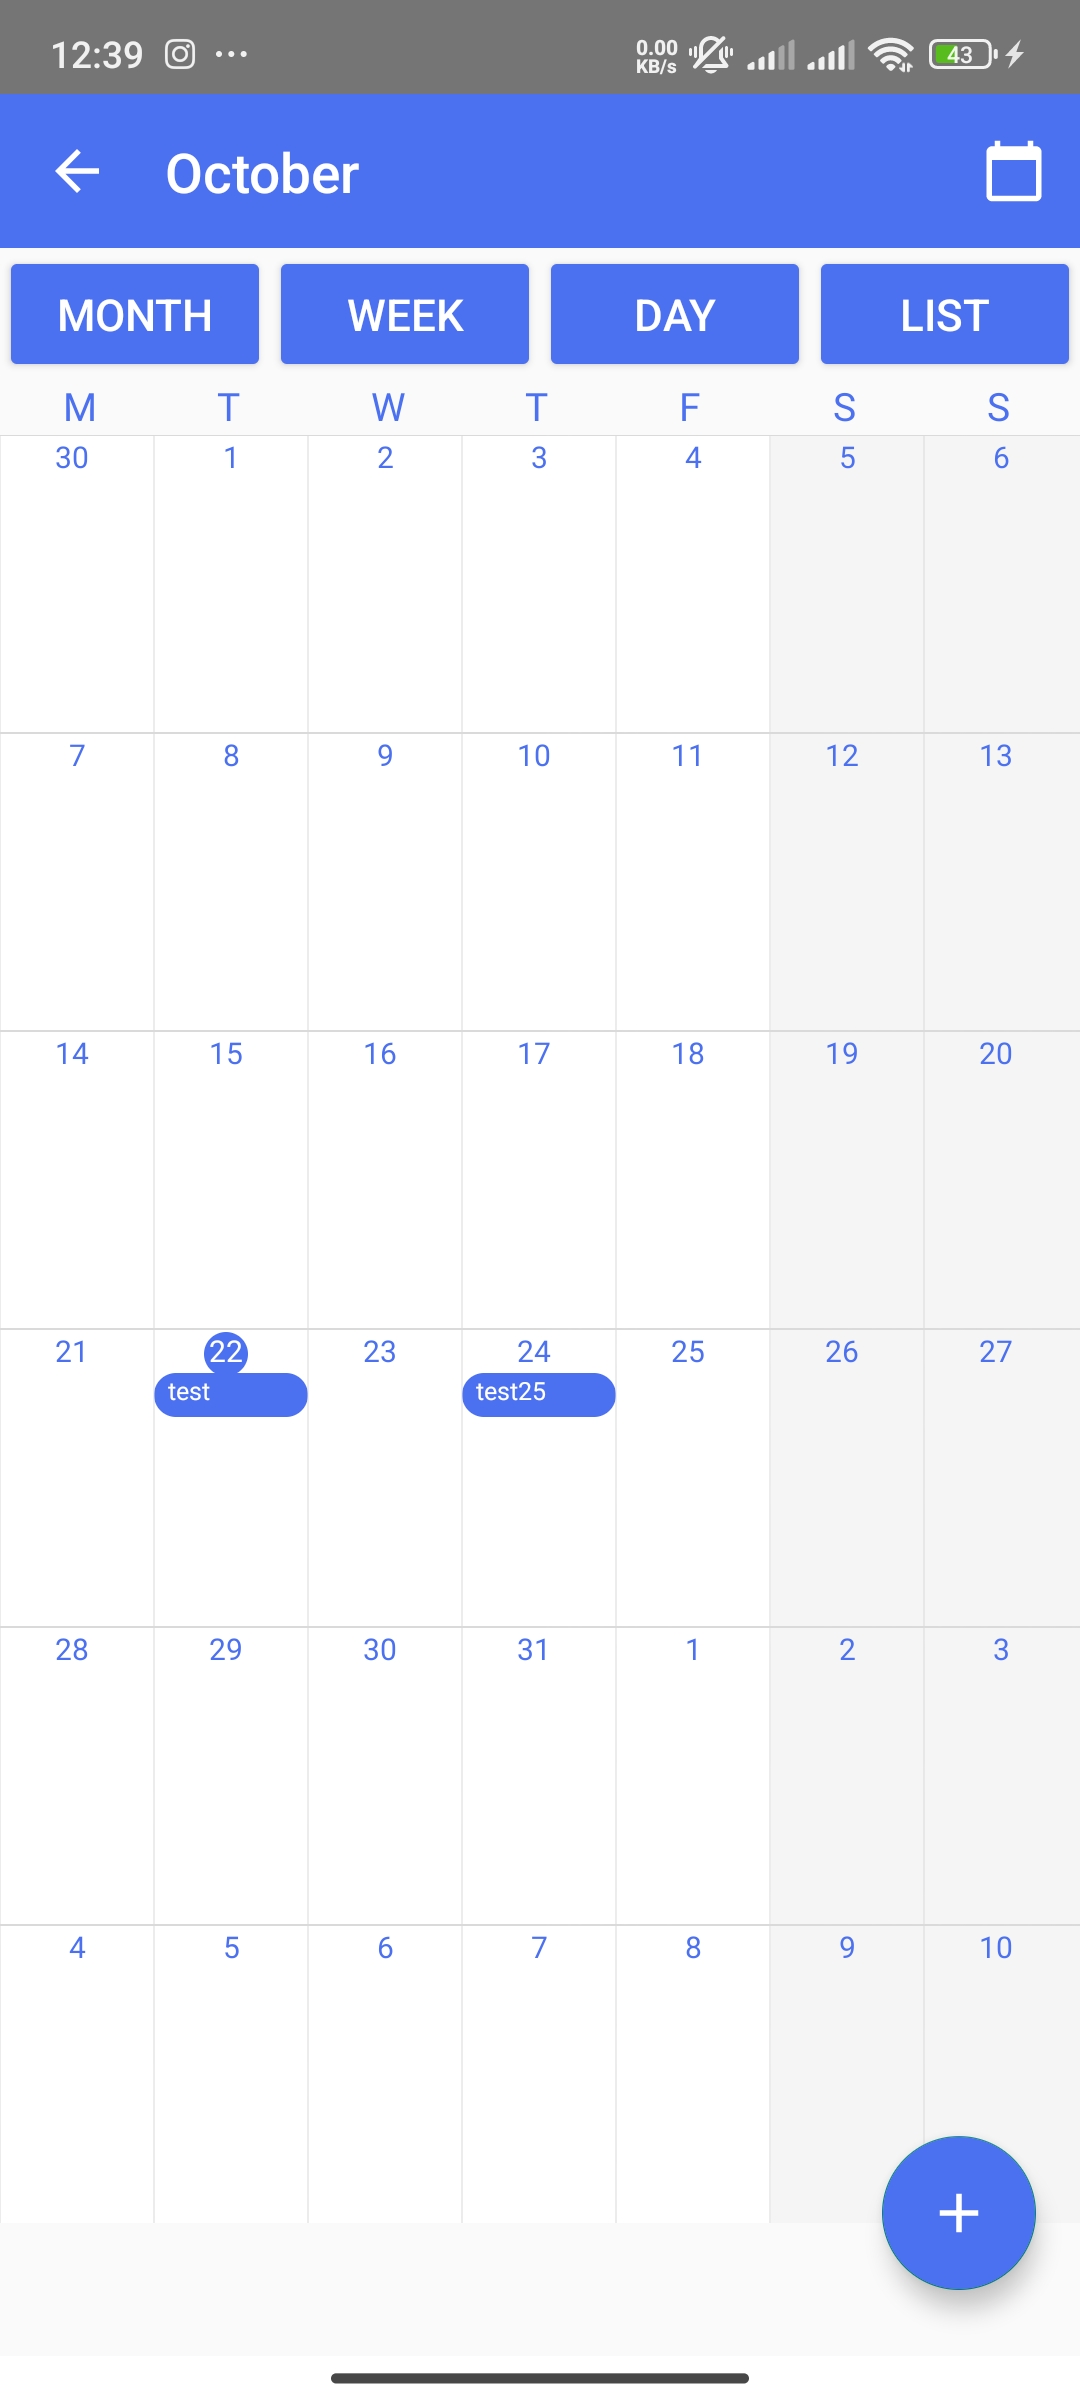 12:39 ... 0.00 KB/s 43
October
MONTH WEEK DAY LIST
M T W T F S S
30 1 2 3 4 5 6
7 8 9 10 11 12 13
14 15 16 17 18 19 20
21 22 23 24 25 26 27
test test25
28 29 30 31 1 2 3
4 5 6 7 8 9 10
+